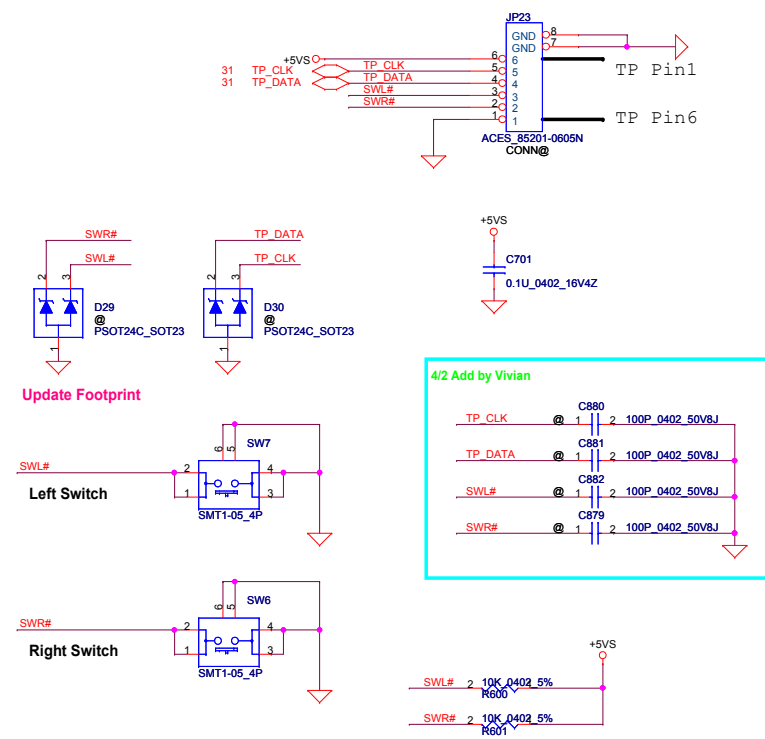 JP23
GND 8
GND 7
+5VS 6 6
31 TP_CLK TP_CLK 5 5
31 TP_DATA TP_DATA 4 4
SWL# 3 3
SWR# 2 2
1 1
TP Pin1
TP Pin6
ACES_85201-0605N
CONN@
SWR#
SWL#
2 3
D29
@
PSOT24C_SOT23
1
TP_DATA
TP_CLK
2 3
D30
@
PSOT24C_SOT23
1
+5VS
C701
0.1U_0402_16V4Z
Update Footprint
4/2 Add by Vivian
C880
TP_CLK @ 1 2 100P_0402_50V8J
C881
TP_DATA @ 1 2 100P_0402_50V8J
C882
SWL# @ 1 2 100P_0402_50V8J
C879
SWR# @ 1 2 100P_0402_50V8J
SW7
6 5
SWL# 2 4
1 3
Left Switch
SMT1-05_4P
SW6
6 5
SWR# 2 4
1 3
Right Switch
SMT1-05_4P
+5VS
SWL# 2 10K_0402_5%
R600
SWR# 2 10K_0402_5%
R601